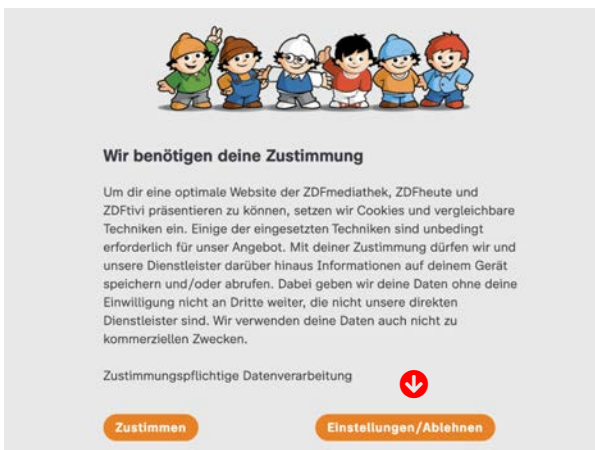 Wir benötigen deine Zustimmung
Um dir eine optimale Website der ZDFmediathek, ZDFheute und
ZDFtivi präsentieren zu können, setzen wir Cookies und vergleichbare
Techniken ein. Einige der eingesetzten Techniken sind unbedingt
erforderlich für unser Angebot. Mit deiner Zustimmung dürfen wir und
unsere Dienstleister darüber hinaus Informationen auf deinem Gerät
speichern und/oder abrufen. Dabei geben wir deine Daten ohne deine
Einwilligung nicht an Dritte weiter, die nicht unsere direkten
Dienstleister sind. Wir verwenden deine Daten auch nicht zu
kommerziellen Zwecken.
Zustimmungspflichtige Datenverarbeitung
Zustimmen
Einstellungen/Ablehnen